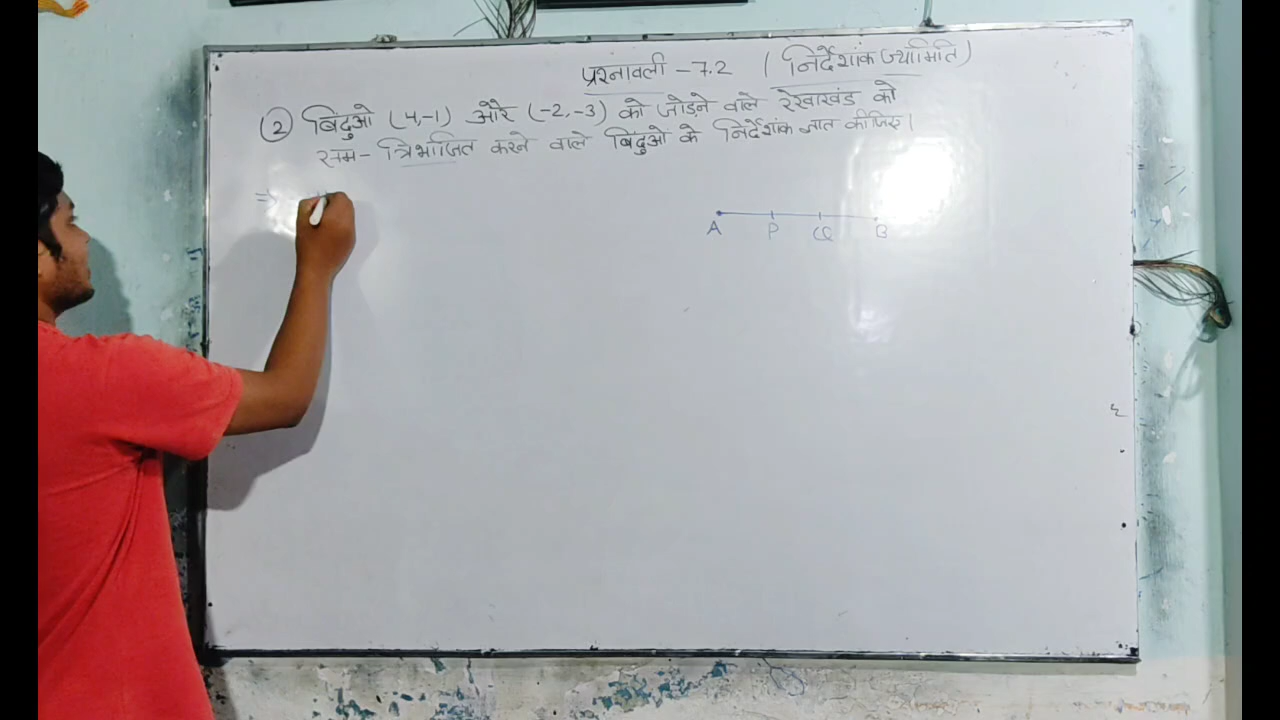 प्रश्नावली - 7.2 ( निर्देशांक ज्यामिति )
② बिंदुओ (4,-1) और (-2,-3) को जोड़ने वाले रेखाखंड को
सम - त्रिभाजित करने वाले बिंदुओ के निर्देशांक ज्ञात कीजिए।
=>
A P Q B